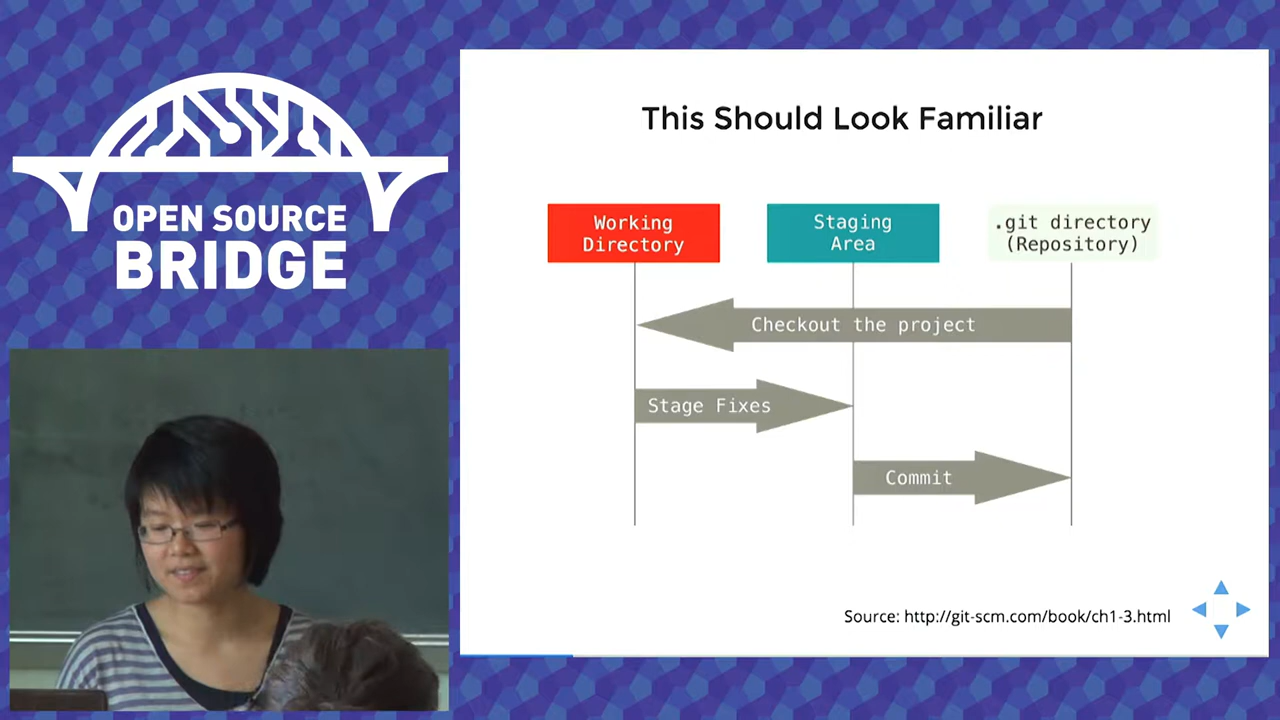 OPEN SOURCE
BRIDGE
This Should Look Familiar
Working
Directory
Staging
Area
.git directory
(Repository)
Checkout the project
Stage Fixes
Commit
Source: http://git-scm.com/book/ch1-3.html